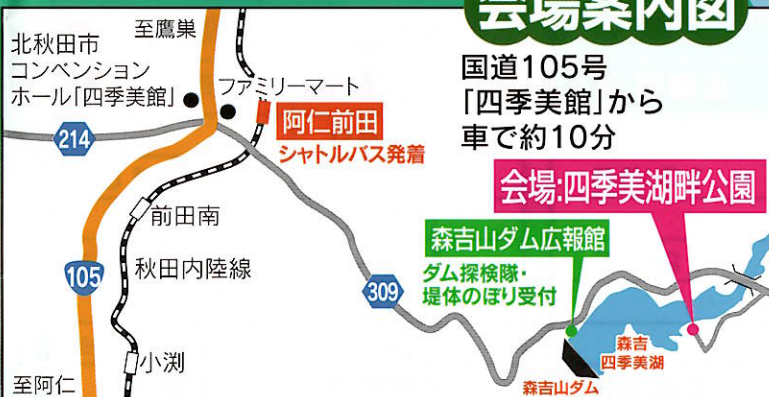 会場案内図
国道105号
「四季美館」から
車で約10分
至鷹巣
北秋田市
コンベンション
ホール「四季美館」
ファミリーマート
阿仁前田
シャトルバス発着
214
前田南
会場:四季美湖畔公園
森吉山ダム広報館
ダム探検隊・
堤体のぼり受付
105
秋田内陸線
309
小渕
森吉
四季美湖
至阿仁
森吉山ダム